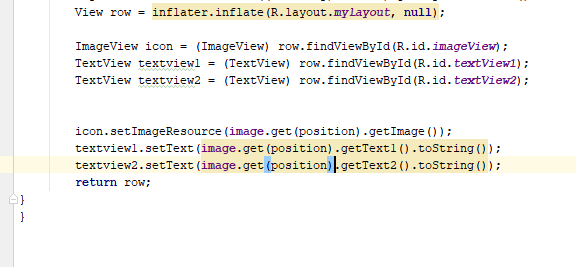 View row = inflater.inflate(R.layout.mylayout, null);
ImageView icon = (ImageView) row.findViewById(R.id.imageView);
TextView textview1 = (TextView) row.findViewById(R.id.textView1);
TextView textview2 = (TextView) row.findViewById(R.id.textView2);
icon.setImageResource(image.get(position).getImage());
textview1.setText(image.get(position).getText1().toString());
textview2.setText(image.get(position).getText2().toString());
return row;
}
}